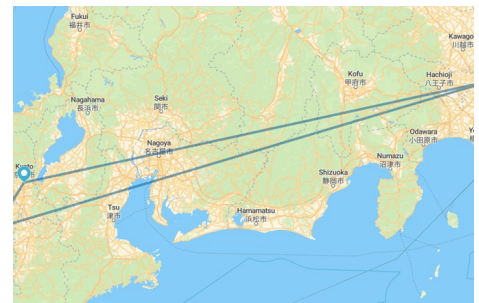 Fukui
福井市
Kawago
川越市
Kofu
甲府市
Hachioji
八王子市
Nagahama
長浜市
Seki
関市
Odawara
小田原市
Nagoya
名古屋市
Kyoto
Numazu
沼津市
Shizuoka
静岡市
Tsu
津市
Hamamatsu
浜松市